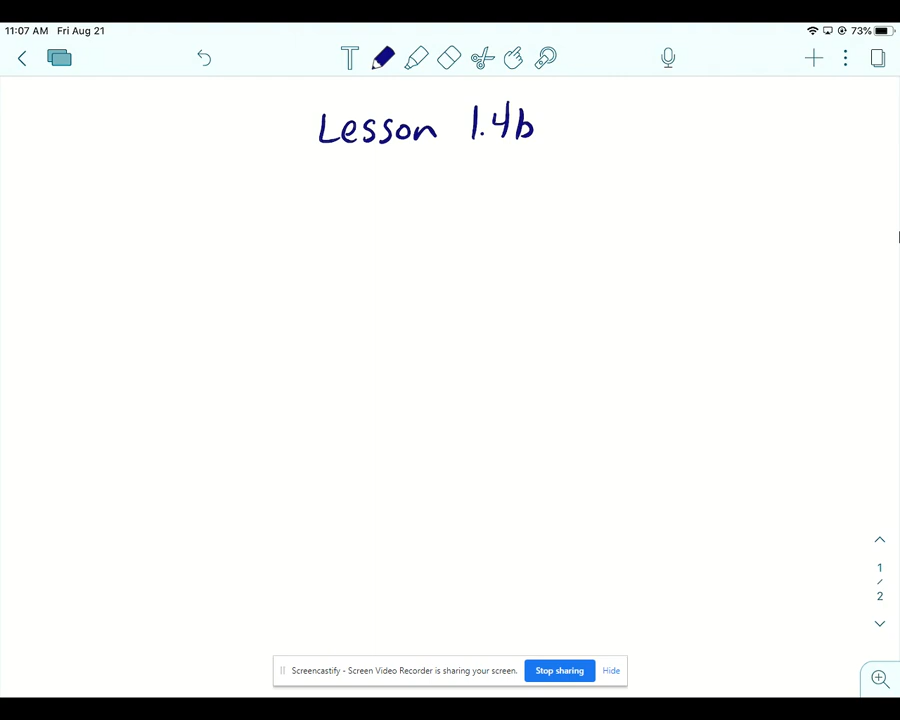 11:07 AM Fri Aug 21
73%
T
Lesson 1.4b
1
/
2
Screencastify - Screen Video Recorder is sharing your screen.
Stop sharing
Hide